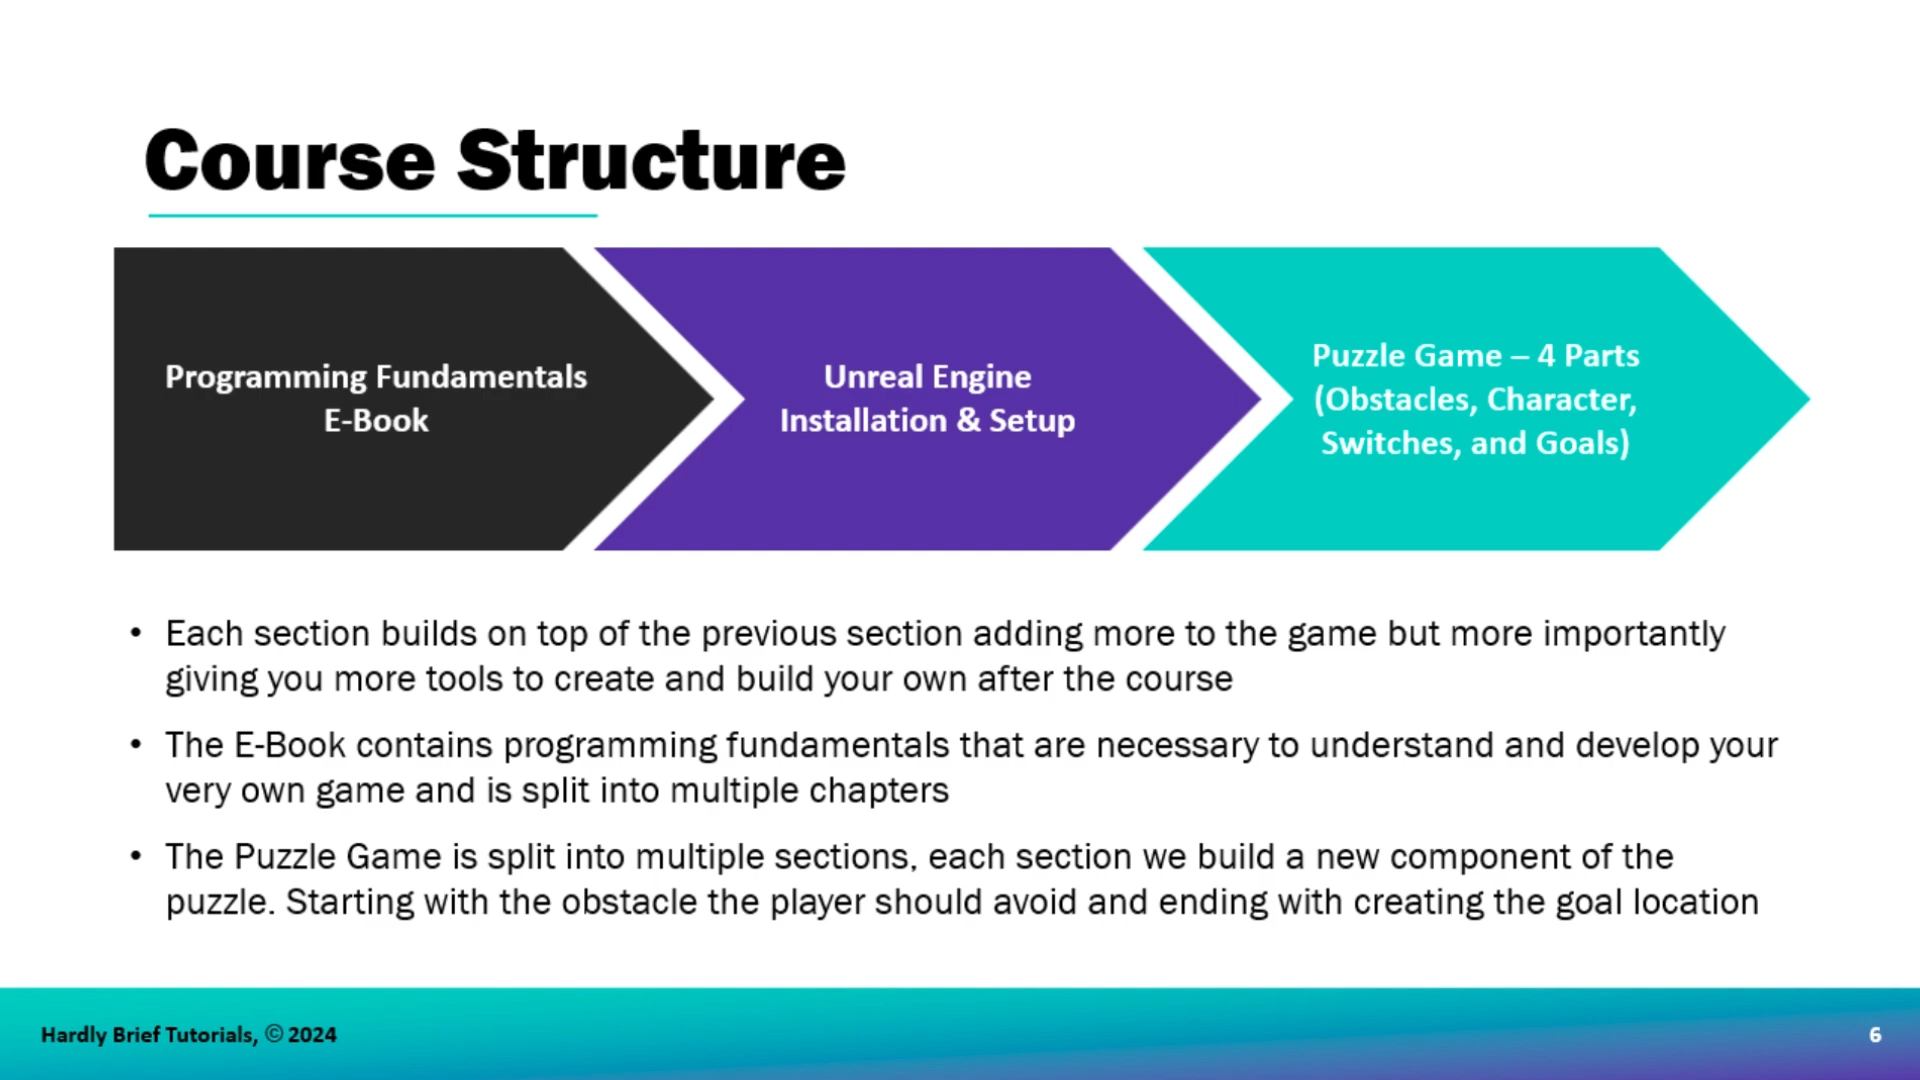 Course Structure
Programming Fundamentals
E-Book
Unreal Engine
Installation & Setup
Puzzle Game – 4 Parts
(Obstacles, Character,
Switches, and Goals)
• Each section builds on top of the previous section adding more to the game but more importantly
giving you more tools to create and build your own after the course
• The E-Book contains programming fundamentals that are necessary to understand and develop your
very own game and is split into multiple chapters
• The Puzzle Game is split into multiple sections, each section we build a new component of the
puzzle. Starting with the obstacle the player should avoid and ending with creating the goal location
Hardly Brief Tutorials, © 2024
6